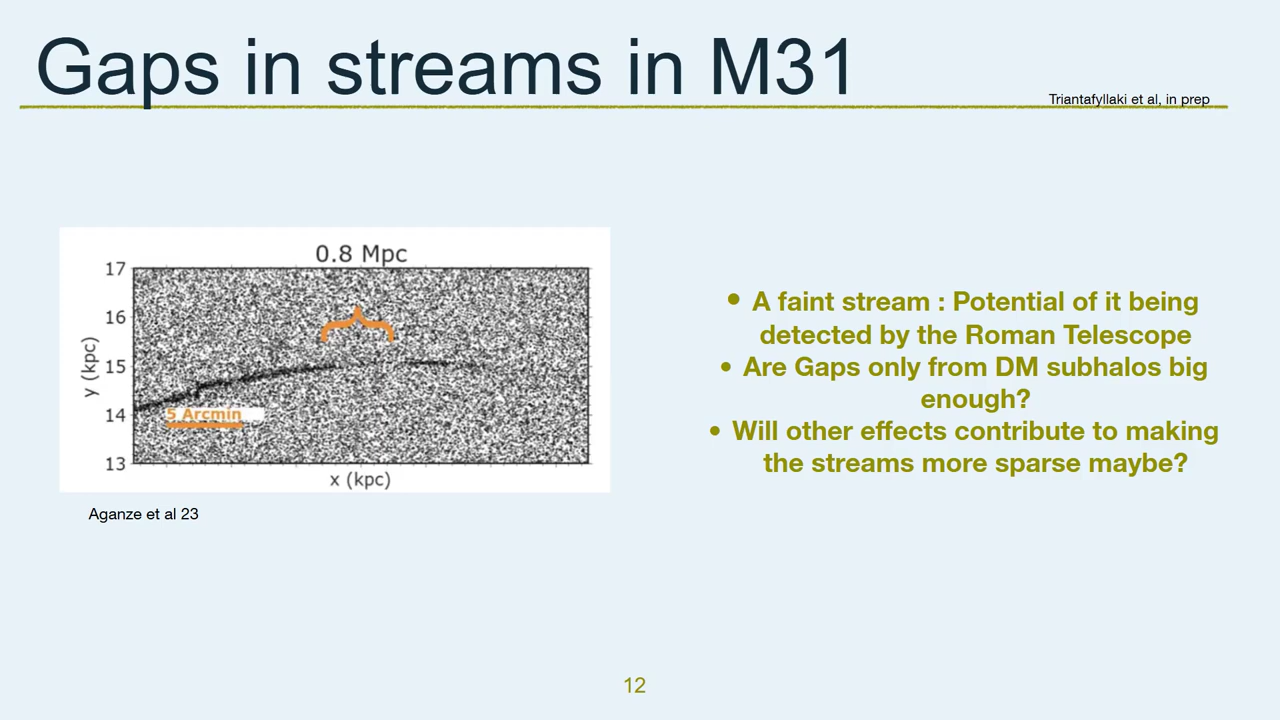 Gaps in streams in M31
Triantafyllaki et al, in prep
0.8 Mpc
17
16
15
14
13
y (kpc)
5 Arcmin
x (kpc)
Aganze et al 23
• A faint stream : Potential of it being
detected by the Roman Telescope
• Are Gaps only from DM subhalos big
enough?
• Will other effects contribute to making
the streams more sparse maybe?
12